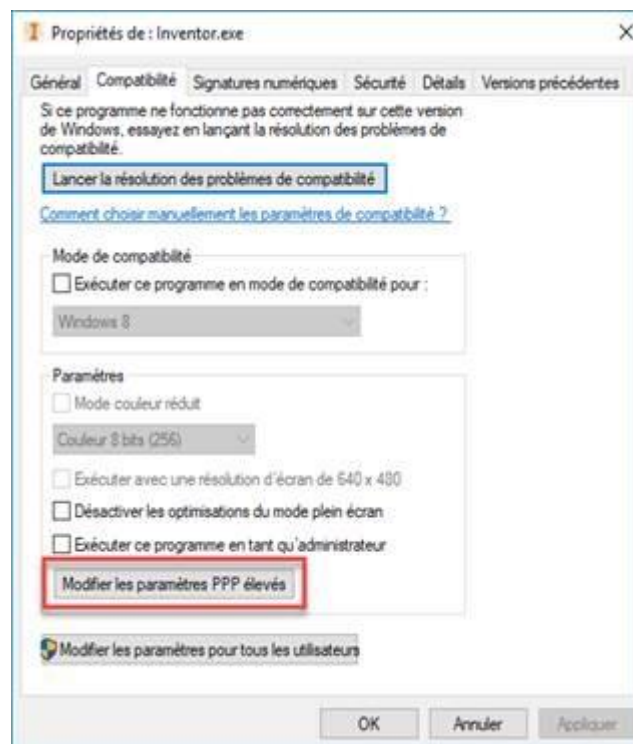 Propriétés de : Inventor.exe
Général Compatibilité Signatures numériques Sécurité Détails Versions précédentes
Si ce programme ne fonctionne pas correctement sur cette version
de Windows, essayez en lançant la résolution des problèmes de
compatibilité.
Lancer la résolution des problèmes de compatibilité
Comment choisir manuellement les paramètres de compatibilité ?
Mode de compatibilité
Exécuter ce programme en mode de compatibilité pour :
Windows 8
Paramètres
Mode couleur réduit
Couleur 8 bits (256)
Exécuter avec une résolution d'écran de 640 x 480
Désactiver les optimisations du mode plein écran
Exécuter ce programme en tant qu'administrateur
Modifier les paramètres PPP élevés
Modifier les paramètres pour tous les utilisateurs
OK Annuler Appliquer